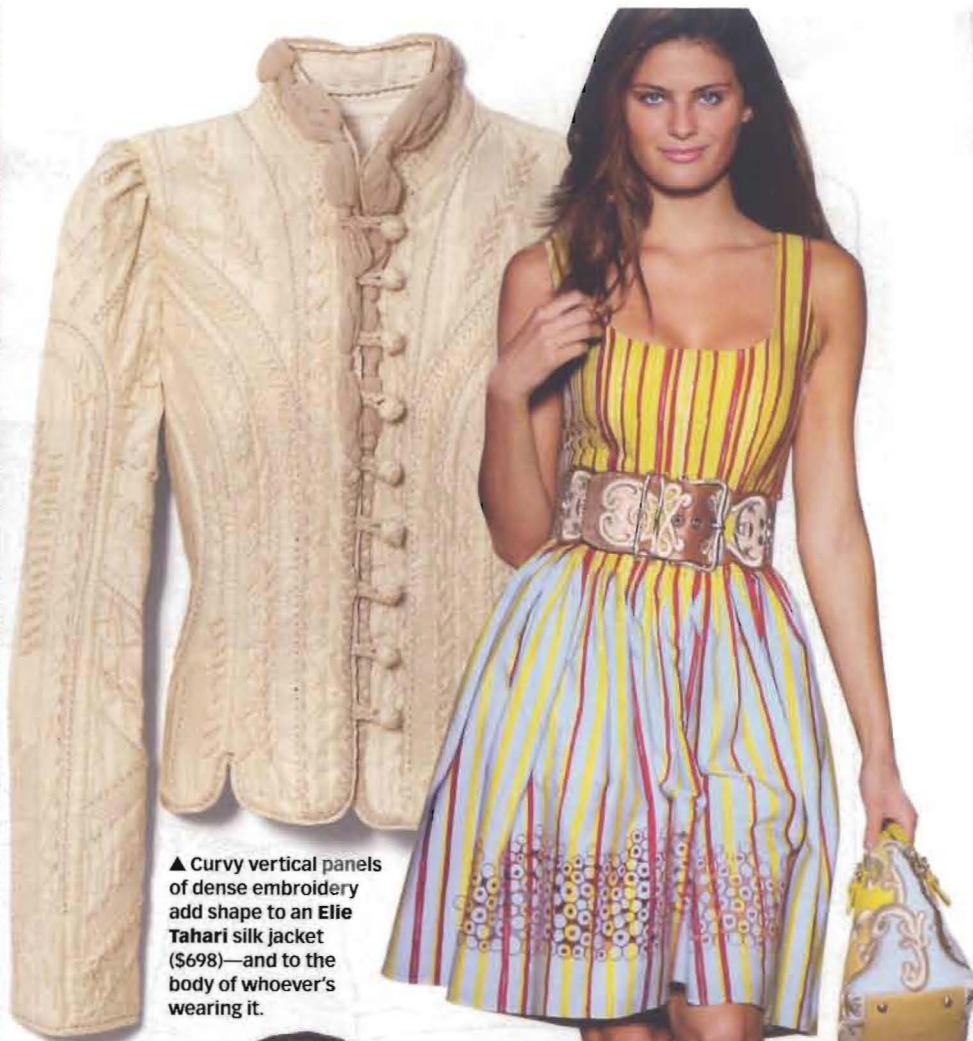 ▲ Curvy vertical panels
of dense embroidery
add shape to an Elie
Tahari silk jacket
($698)—and to the
body of whoever's
wearing it.